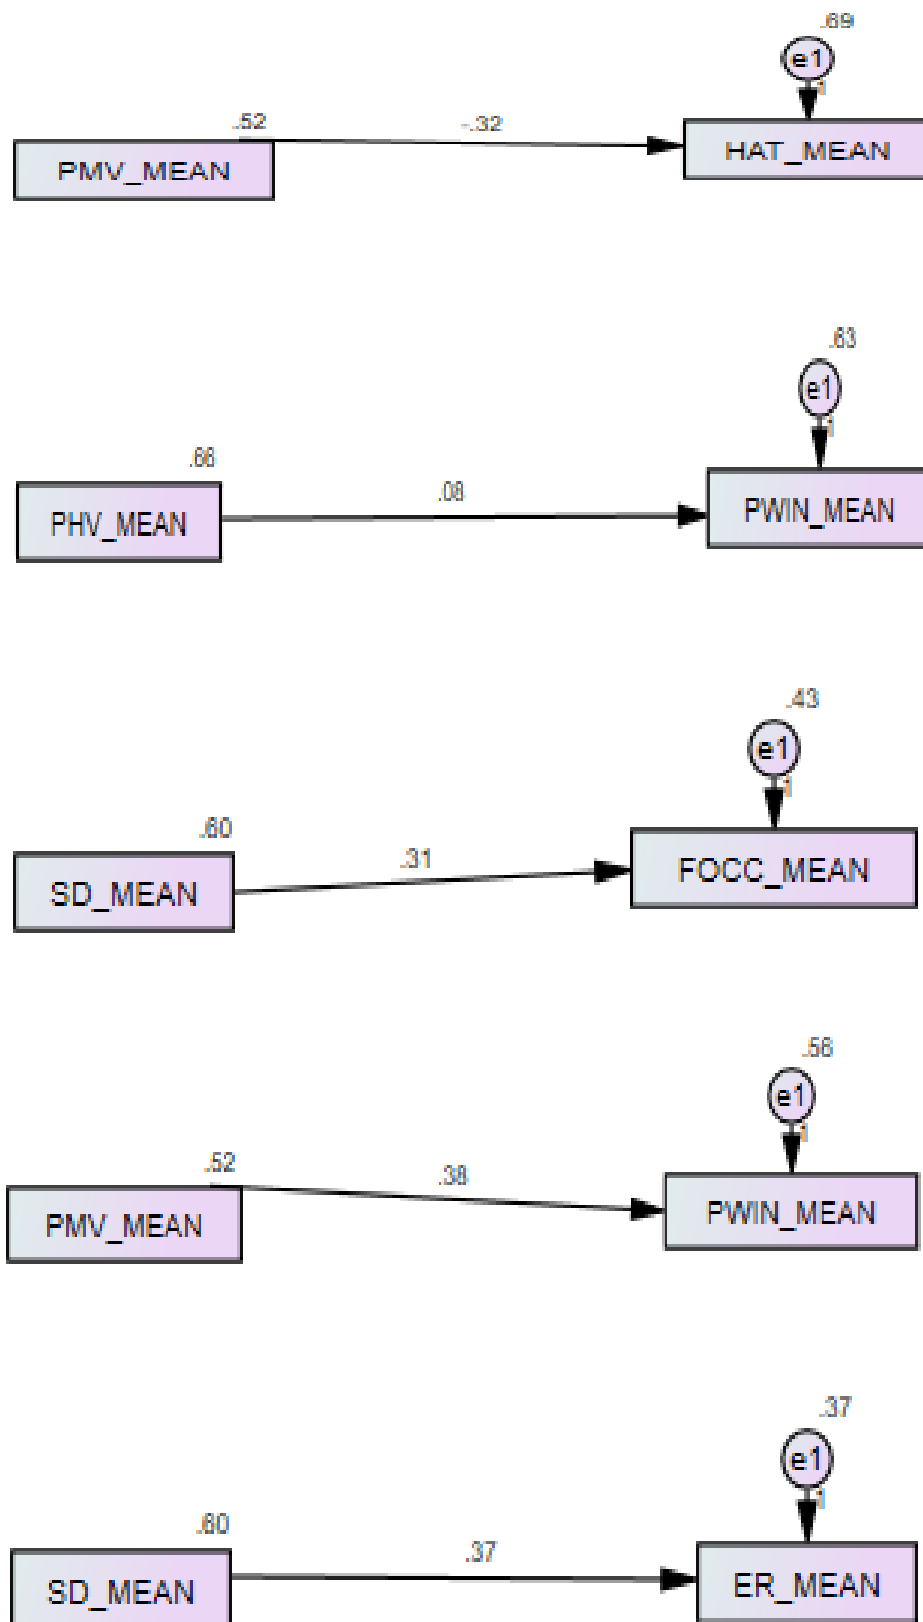 .69
e1
1
.52
-.32
PMV_MEAN
HAT_MEAN
.63
e1
1
.66
.08
PHV_MEAN
PWIN_MEAN
.43
e1
1
.60
.31
SD_MEAN
FOCC_MEAN
.56
e1
1
.52
.38
PMV_MEAN
PWIN_MEAN
.37
e1
1
.60
.37
SD_MEAN
ER_MEAN